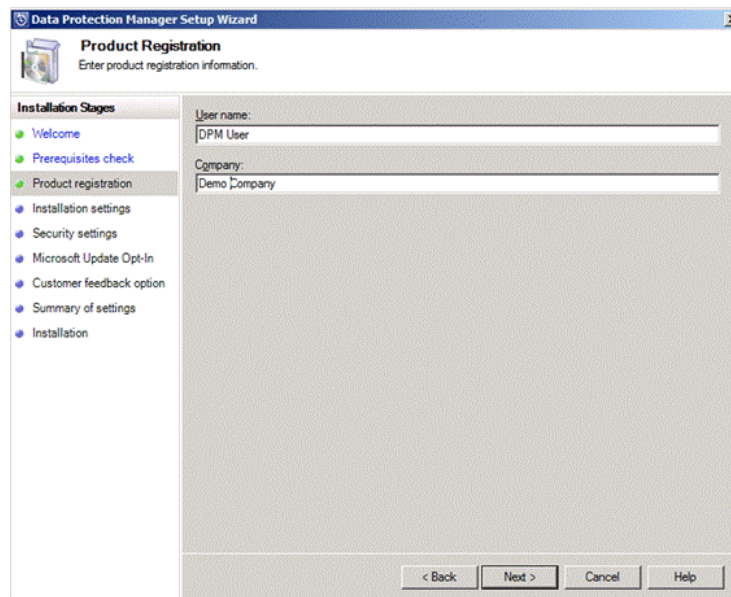 Data Protection Manager Setup Wizard
Product Registration
Enter product registration information.
Installation Stages
Welcome
Prerequisites check
Product registration
Installation settings
Security settings
Microsoft Update Opt-In
Customer feedback option
Summary of settings
Installation
User name:
DPM User
Company:
Demo Company
< Back
Next >
Cancel
Help